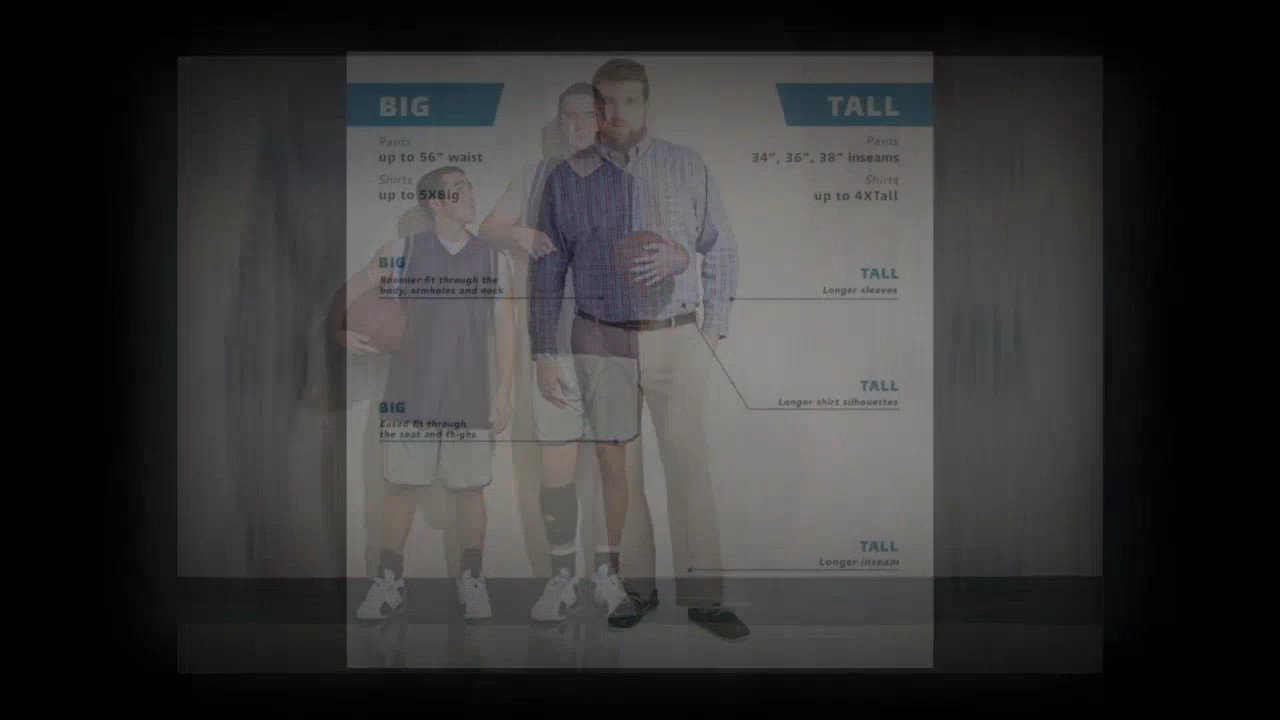 BIG
Pants
up to 56" waist
Shirts
up to 5XBig
BIG
Roomier fit through the
body, armholes and neck
BIG
Eased fit through
the seat and thighs
TALL
Pants
34", 36", 38" inseams
Shirts
up to 4XTall
TALL
Longer sleeves
TALL
Longer shirt silhouettes
TALL
Longer inseam